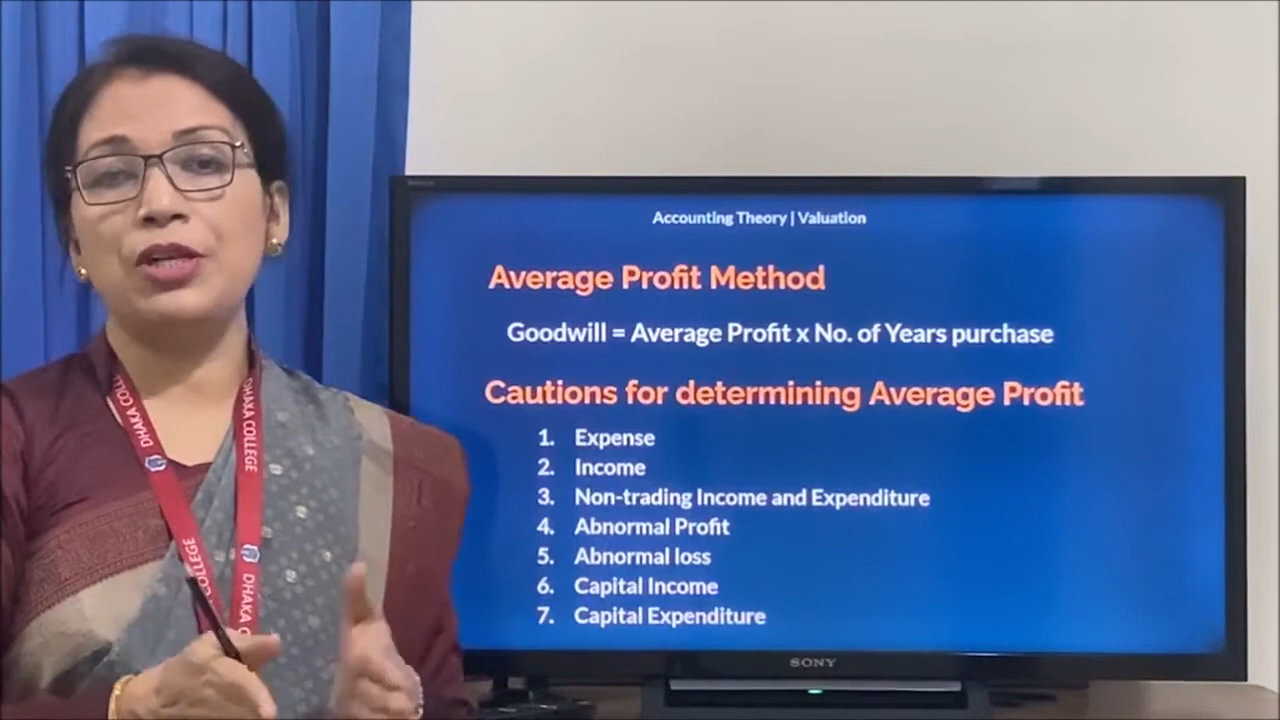 Accounting Theory | Valuation
Average Profit Method
Goodwill = Average Profit x No. of Years purchase
Cautions for determining Average Profit
1. Expense
2. Income
3. Non-trading Income and Expenditure
4. Abnormal Profit
5. Abnormal loss
6. Capital Income
7. Capital Expenditure
SONY
DHAKA COLL
DHAKA COLLEGE
COLLEGE
DHAKA C